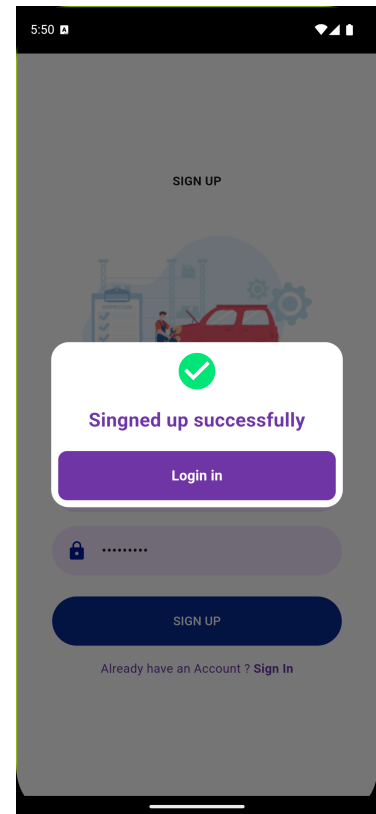 5:50
SIGN UP
Singned up successfully
Login in
•••••••••
SIGN UP
Already have an Account ? Sign In